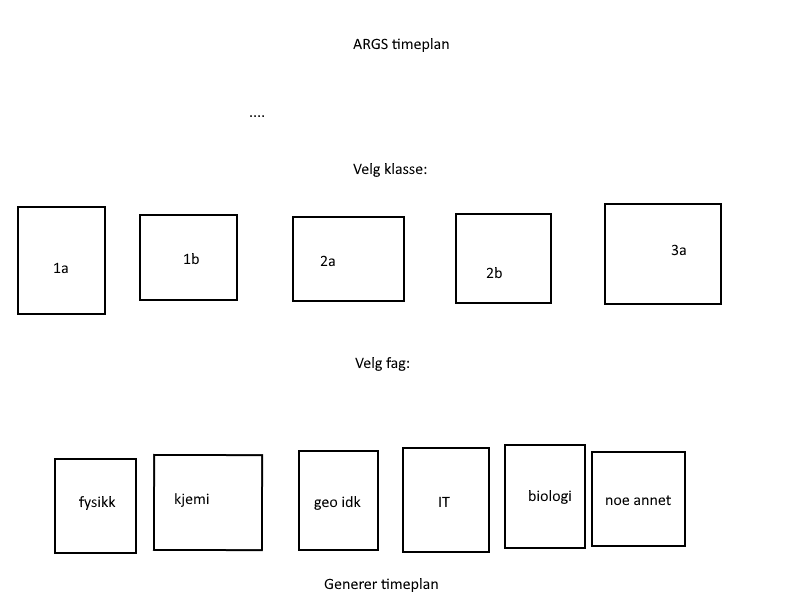 ARGS timeplan
....
Velg klasse:
1a 1b 2a 2b 3a
Velg fag:
fysikk kjemi geo idk IT biologi noe annet
Generer timeplan